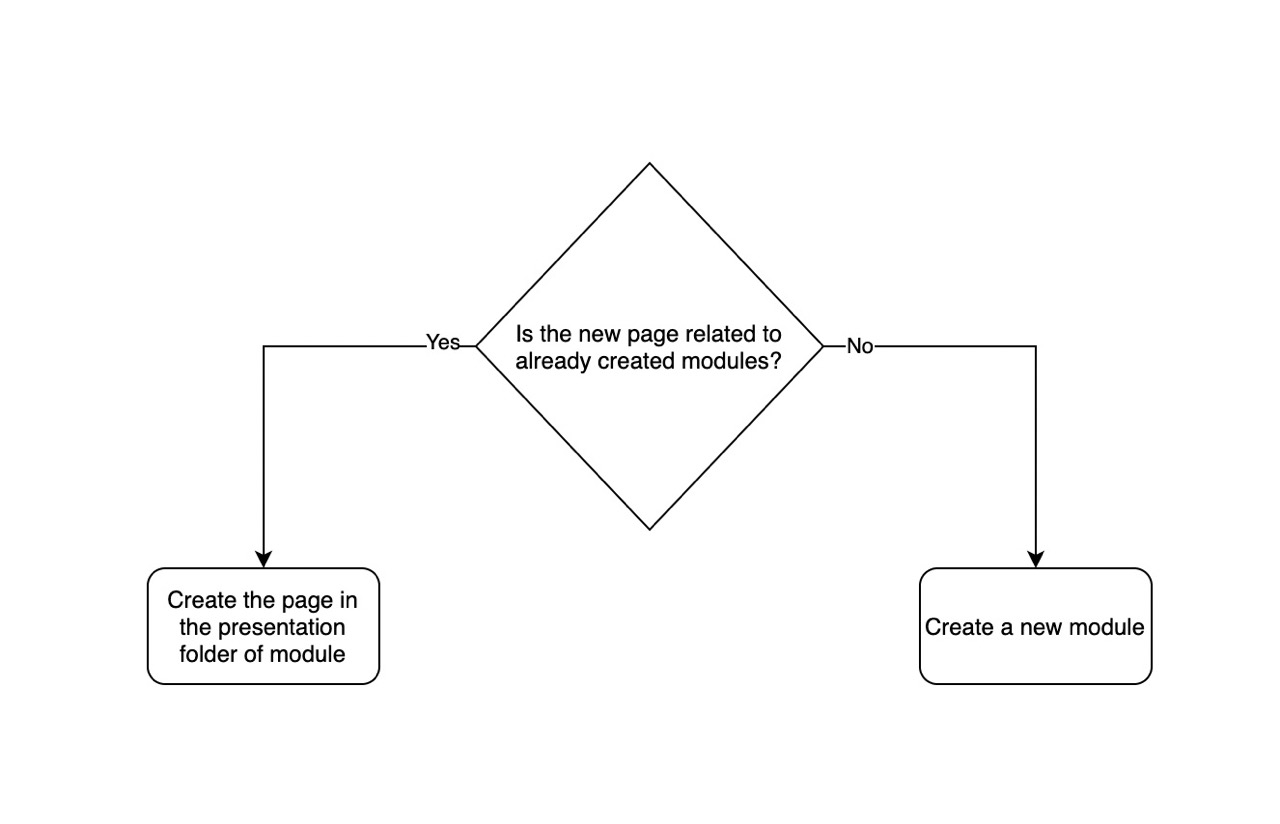 Is the new page related to
already created modules?
Yes
No
Create the page in
the presentation
folder of module
Create a new module